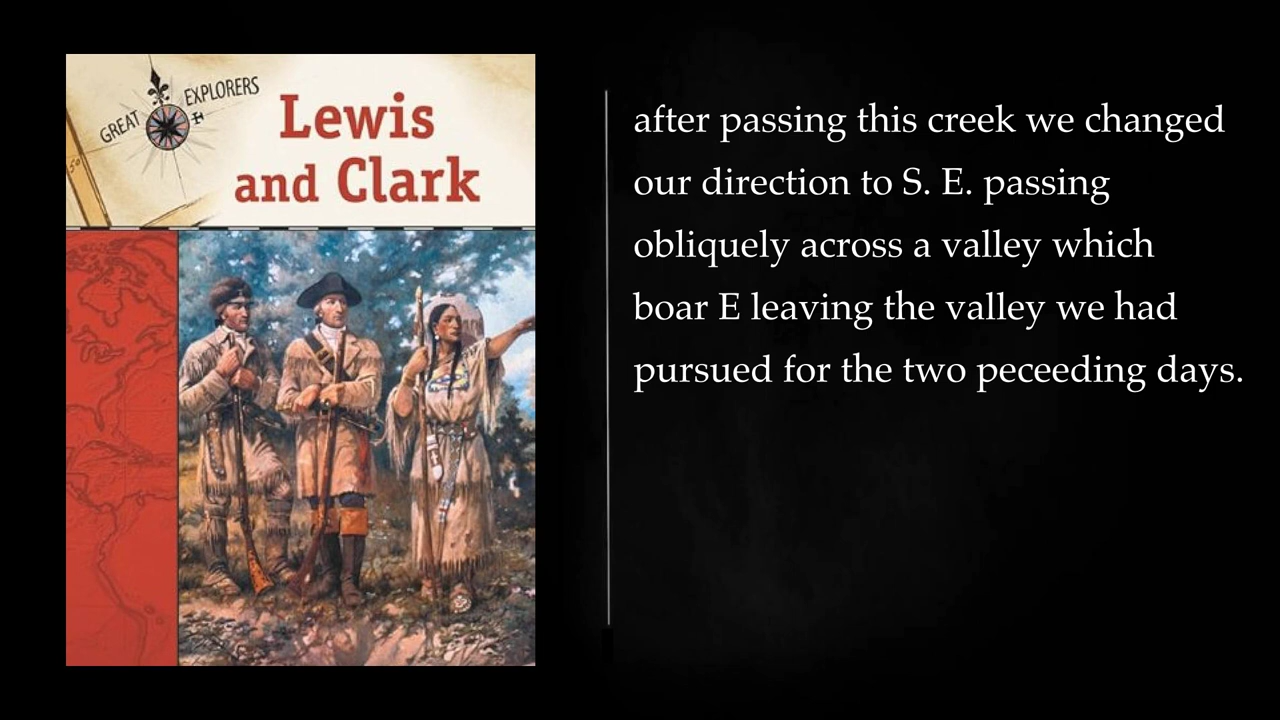 GREAT EXPLORERS
E
50
Lewis
and Clark
after passing this creek we changed
our direction to S. E. passing
obliquely across a valley which
boar E leaving the valley we had
pursued for the two peceeding days.